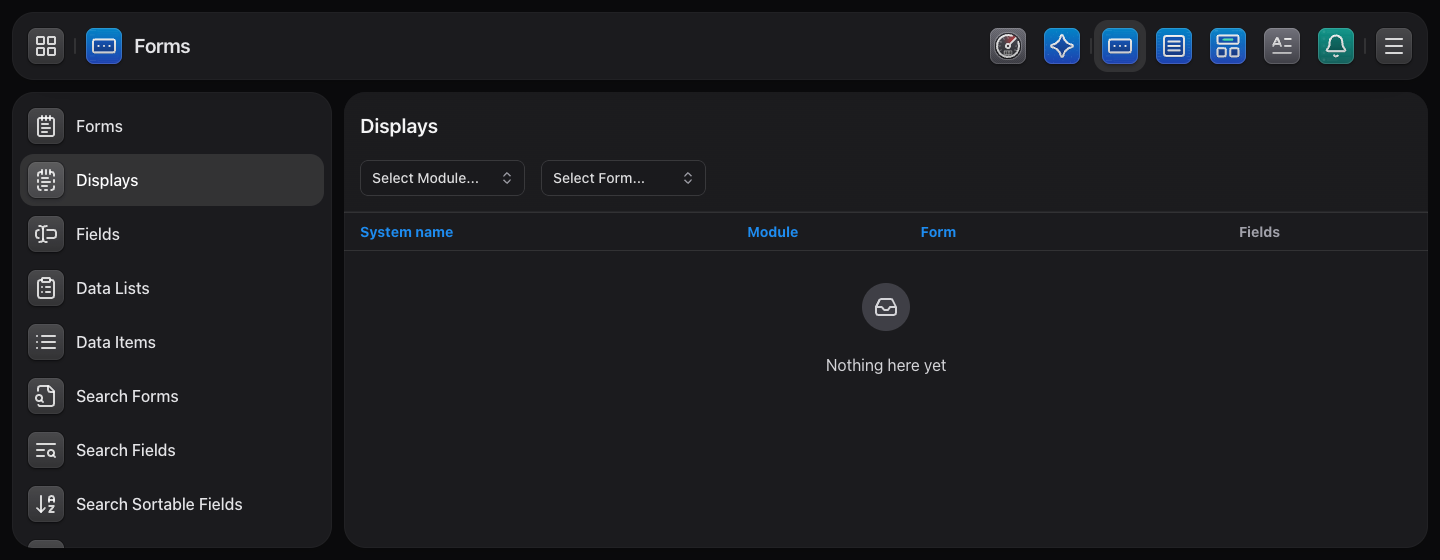 Forms
Forms
Displays
Fields
Data Lists
Data Items
Search Forms
Search Fields
Search Sortable Fields
Displays
Select Module...
Select Form...
System name
Module
Form
Fields
Nothing here yet